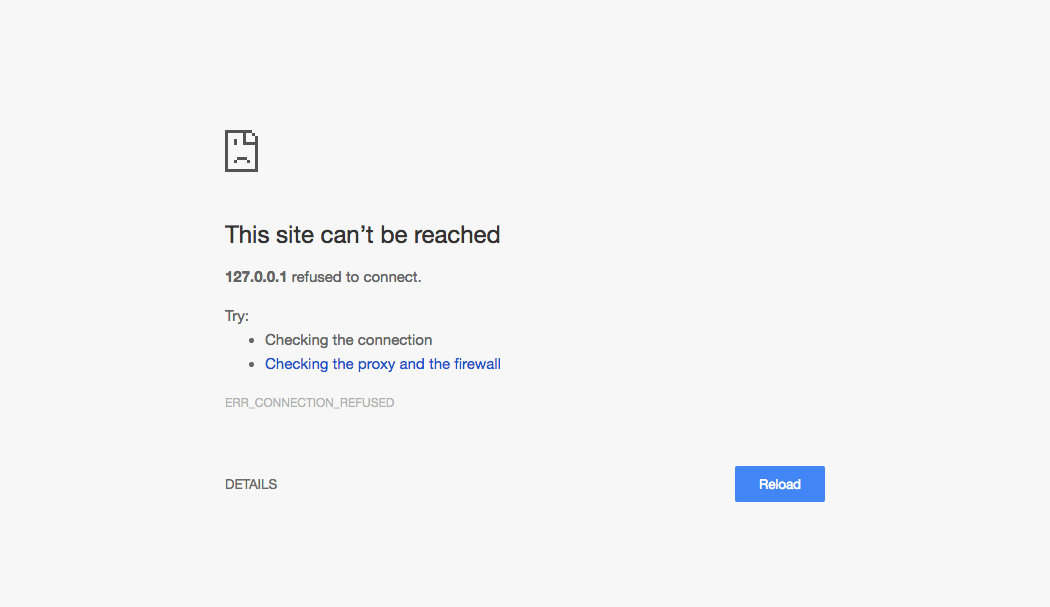 This site can’t be reached
127.0.0.1 refused to connect.
Try:
• Checking the connection
• Checking the proxy and the firewall
ERR_CONNECTION_REFUSED
DETAILS
Reload